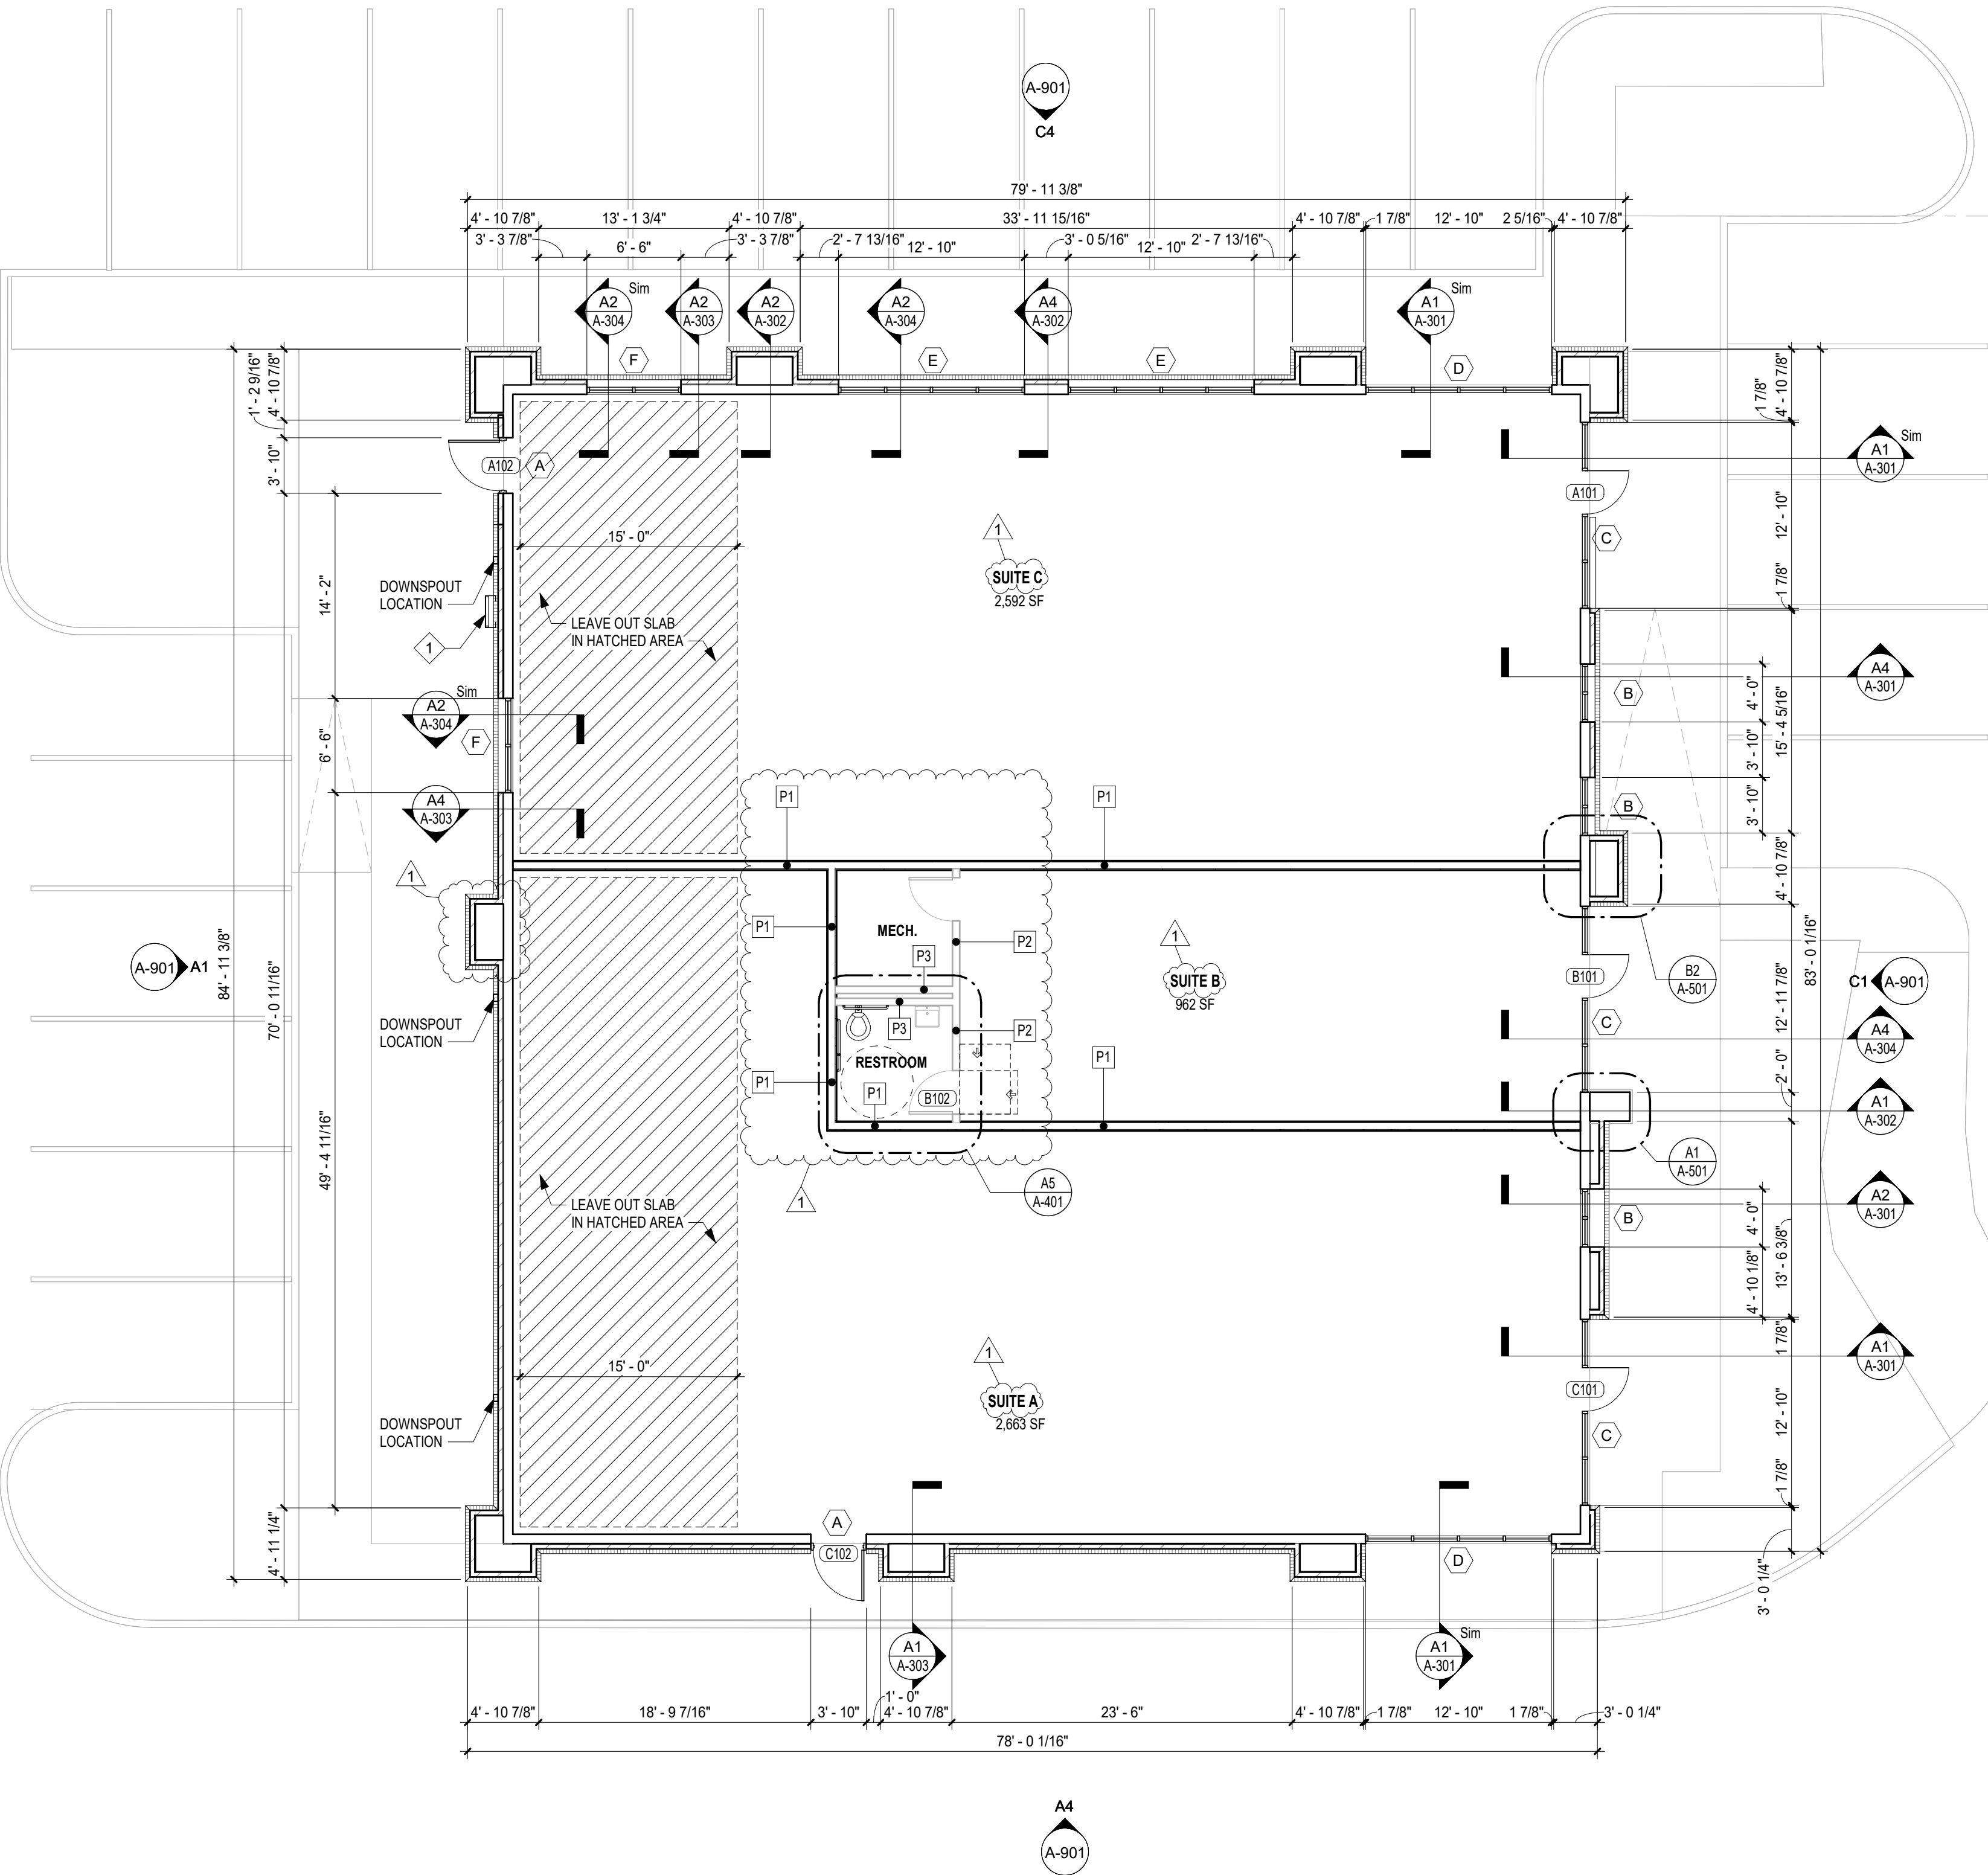 A-901
C4
79' - 11 3/8"
4' - 10 7/8"
13' - 1 3/4"
4' - 10 7/8"
33' - 11 15/16"
4' - 10 7/8"
1 7/8"
12' - 10"
2 5/16"
4' - 10 7/8"
3' - 3 7/8"
6' - 6"
3' - 3 7/8"
2' - 7 13/16"
12' - 10"
3' - 0 5/16"
12' - 10"
2' - 7 13/16"
A2
A-304
Sim
A2
A-303
A2
A-302
A2
A-304
A4
A-302
A1
A-301
Sim
F
E
E
D
1' - 2 9/16"
4' - 10 7/8"
3' - 10"
A102
A
14' - 2"
DOWNSPOUT
LOCATION
1
15' - 0"
LEAVE OUT SLAB
IN HATCHED AREA
1
SUITE C
2,592 SF
1 7/8"
4' - 10 7/8"
A1
A-301
Sim
A101
C
12' - 10"
1 7/8"
A4
A-301
B
4' - 0"
15' - 4 5/16"
3' - 10"
B
3' - 10"
Sim
A2
A-304
F
6' - 6"
A4
A-303
P1
P1
1
4' - 10 7/8"
P1
MECH.
P2
P3
1
SUITE B
962 SF
A-901
A1
84' - 11 3/8"
70' - 0 11/16"
B101
B2
A-501
83' - 0 1/16"
C1
A-901
12' - 11 7/8"
DOWNSPOUT
LOCATION
P3
P2
C
A4
A-304
P1
RESTROOM
P1
B102
P1
2' - 0"
A1
A-302
49' - 4 11/16"
A1
A-501
1
A5
A-401
LEAVE OUT SLAB
IN HATCHED AREA
B
4' - 0"
A2
A-301
13' - 6 3/8"
4' - 10 1/8"
15' - 0"
1
SUITE A
2,663 SF
1 7/8"
A1
A-301
C101
C
12' - 10"
1 7/8"
DOWNSPOUT
LOCATION
4' - 11 1/4"
A
C102
D
3' - 0 1/4"
A1
A-303
A1
A-301
Sim
4' - 10 7/8"
18' - 9 7/16"
3' - 10"
1' - 0"
4' - 10 7/8"
23' - 6"
4' - 10 7/8"
1 7/8"
12' - 10"
1 7/8"
3' - 0 1/4"
78' - 0 1/16"
A4
A-901